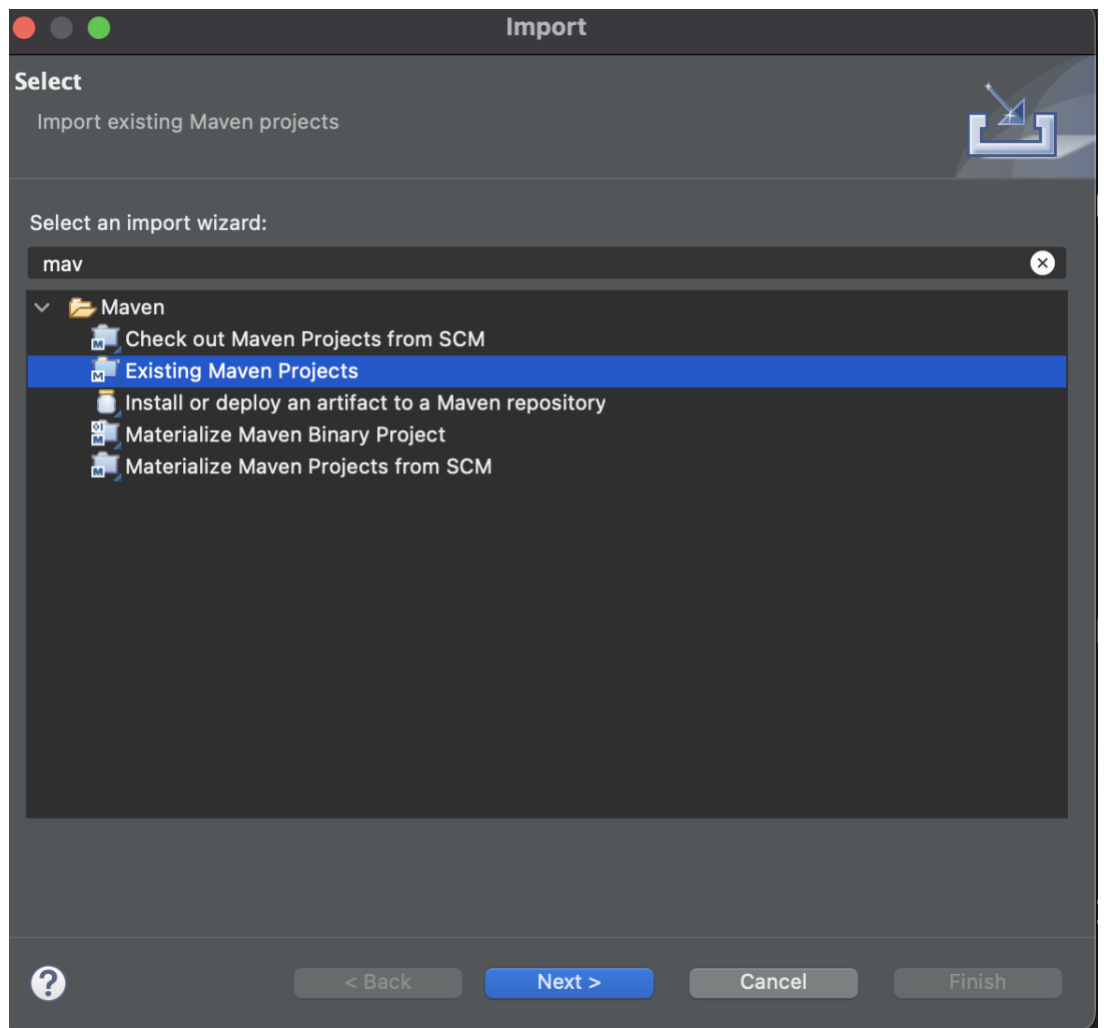 Import
Select
Import existing Maven projects
Select an import wizard:
mav
Maven
Check out Maven Projects from SCM
Existing Maven Projects
Install or deploy an artifact to a Maven repository
Materialize Maven Binary Project
Materialize Maven Projects from SCM
? < Back Next > Cancel Finish